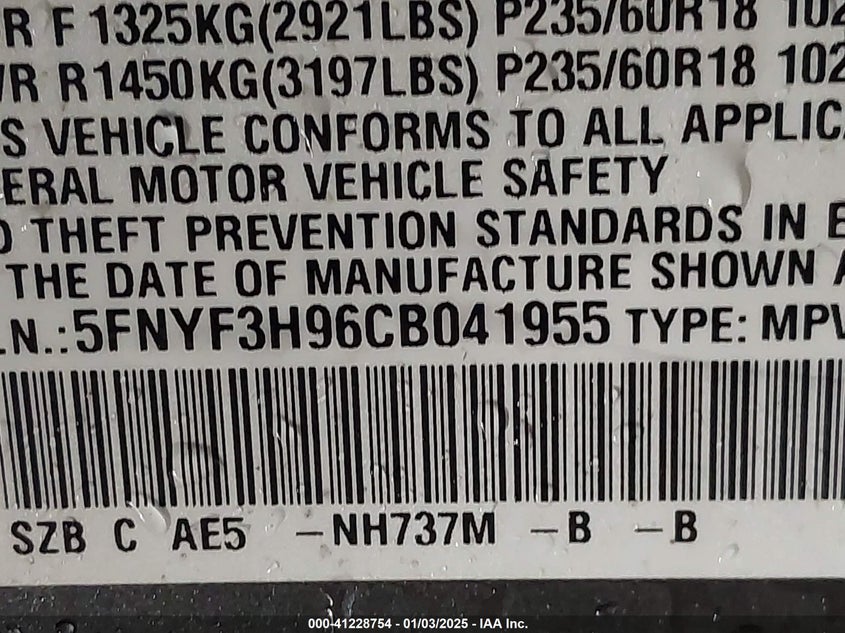 R F 1325KG(2921LBS) P235/60R18 102
R R1450KG(3197LBS) P235/60R18 102
S VEHICLE CONFORMS TO ALL APPLIC
ERAL MOTOR VEHICLE SAFETY
THEFT PREVENTION STANDARDS IN E
THE DATE OF MANUFACTURE SHOWN A
.N.:5FNYF3H96CB041955 TYPE: MPV
SZB C AE5 –NH737M –B –B
000-41228754 - 01/03/2025 - IAA Inc.